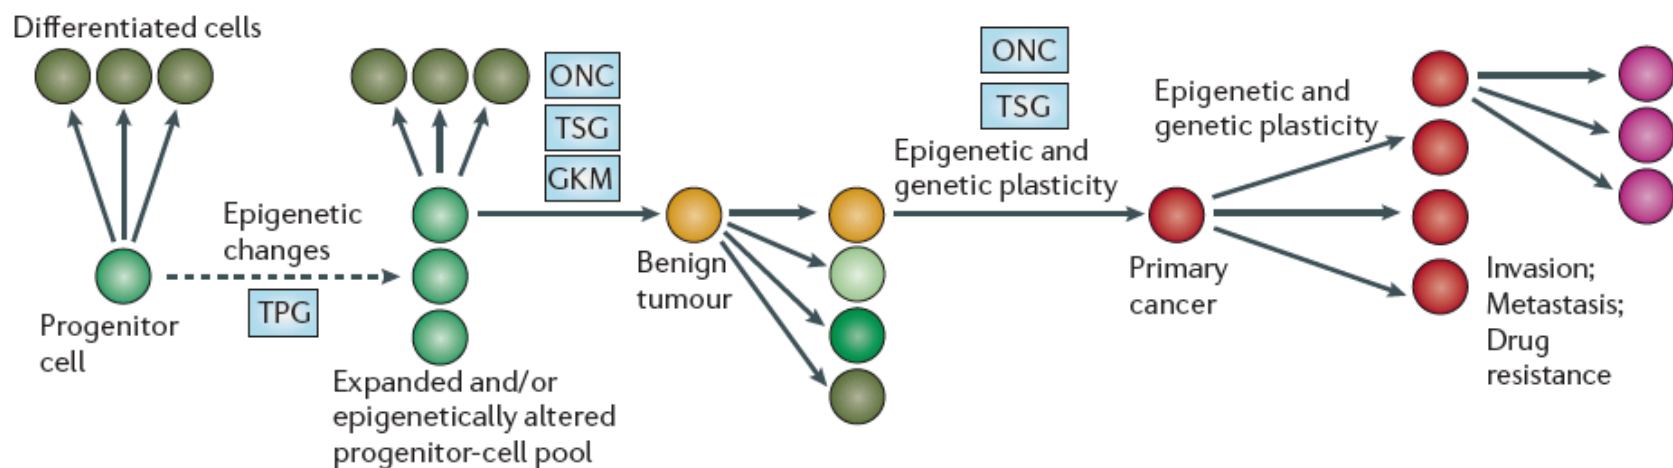 Differentiated cells
Progenitor
cell
Epigenetic
changes
TPG
Expanded and/or
epigenetically altered
progenitor-cell pool
ONC
TSG
GKM
Benign
tumour
ONC
TSG
Epigenetic and
genetic plasticity
Primary
cancer
Epigenetic and
genetic plasticity
Invasion;
Metastasis;
Drug
resistance